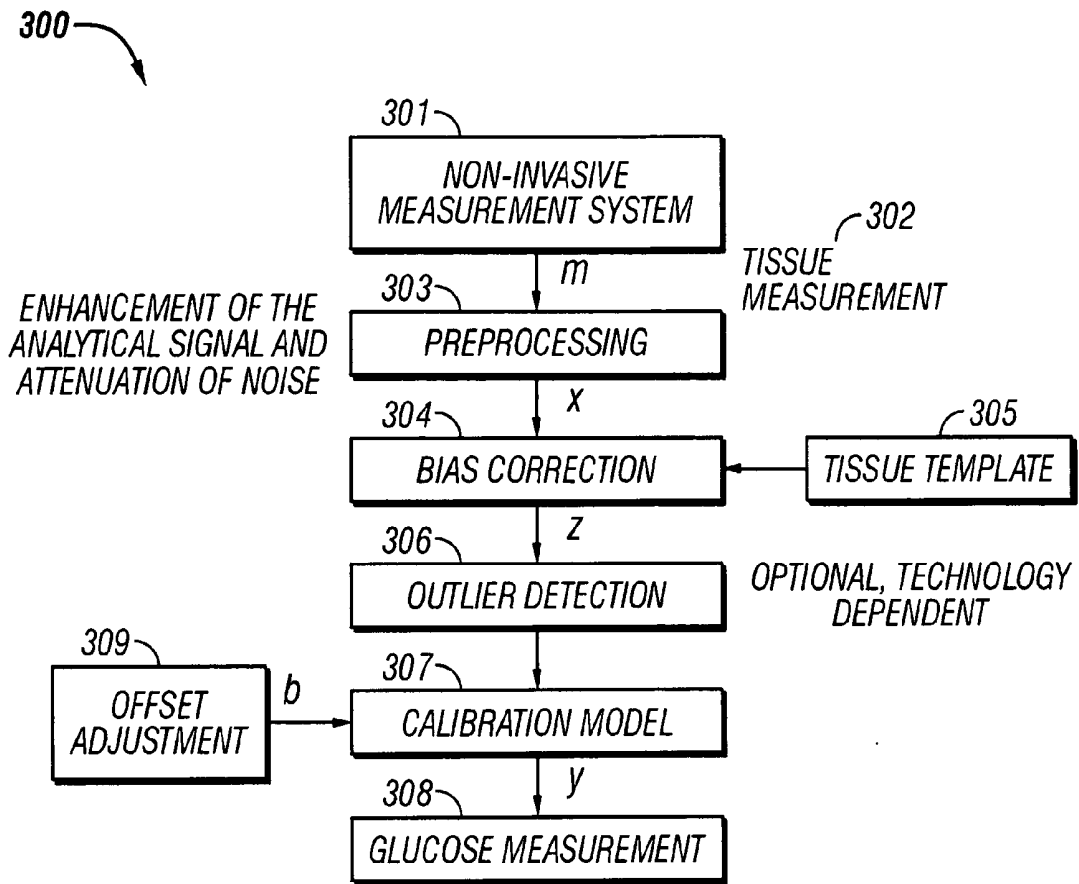 300
301
NON-INVASIVE
MEASUREMENT SYSTEM
m
302
TISSUE
MEASUREMENT
303
PREPROCESSING
ENHANCEMENT OF THE
ANALYTICAL SIGNAL AND
ATTENUATION OF NOISE
x
304
BIAS CORRECTION
305
TISSUE TEMPLATE
z
306
OUTLIER DETECTION
OPTIONAL, TECHNOLOGY
DEPENDENT
309
OFFSET
ADJUSTMENT
b
307
CALIBRATION MODEL
y
308
GLUCOSE MEASUREMENT